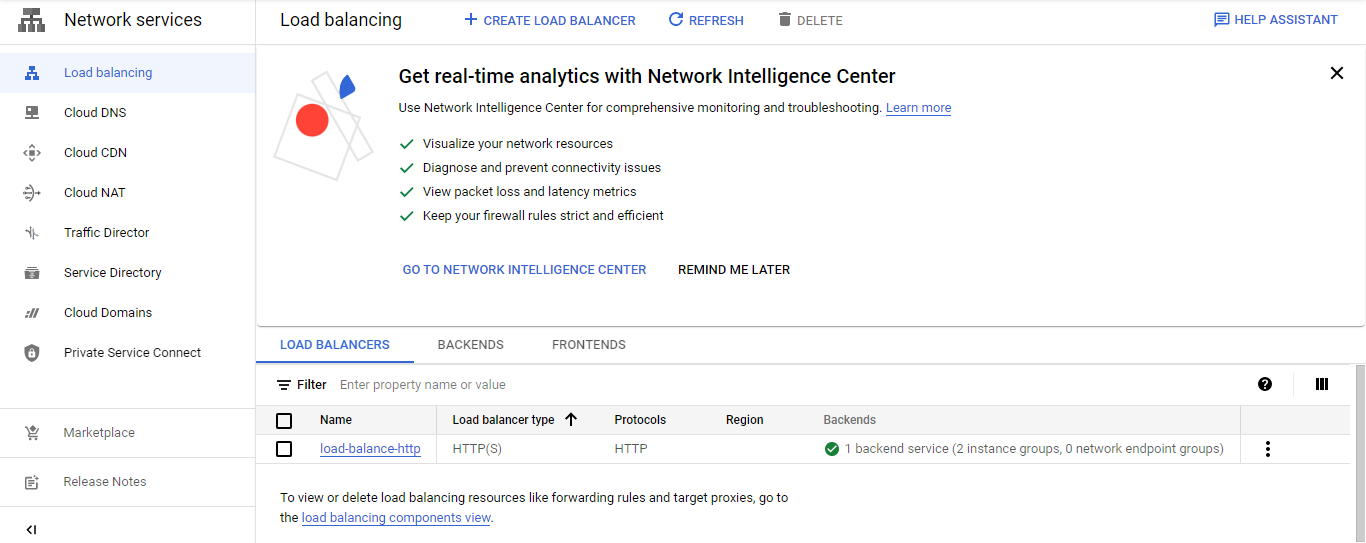 Network services
Load balancing
CREATE LOAD BALANCER
REFRESH
DELETE
HELP ASSISTANT
Load balancing
Cloud DNS
Cloud CDN
Cloud NAT
Traffic Director
Service Directory
Cloud Domains
Private Service Connect
Marketplace
Release Notes
Get real-time analytics with Network Intelligence Center
Use Network Intelligence Center for comprehensive monitoring and troubleshooting. Learn more
Visualize your network resources
Diagnose and prevent connectivity issues
View packet loss and latency metrics
Keep your firewall rules strict and efficient
GO TO NETWORK INTELLIGENCE CENTER
REMIND ME LATER
LOAD BALANCERS
BACKENDS
FRONTENDS
Filter Enter property name or value
Name Load balancer type Protocols Region Backends
load-balance-http HTTP(S) HTTP 1 backend service (2 instance groups, 0 network endpoint groups)
To view or delete load balancing resources like forwarding rules and target proxies, go to
the load balancing components view.